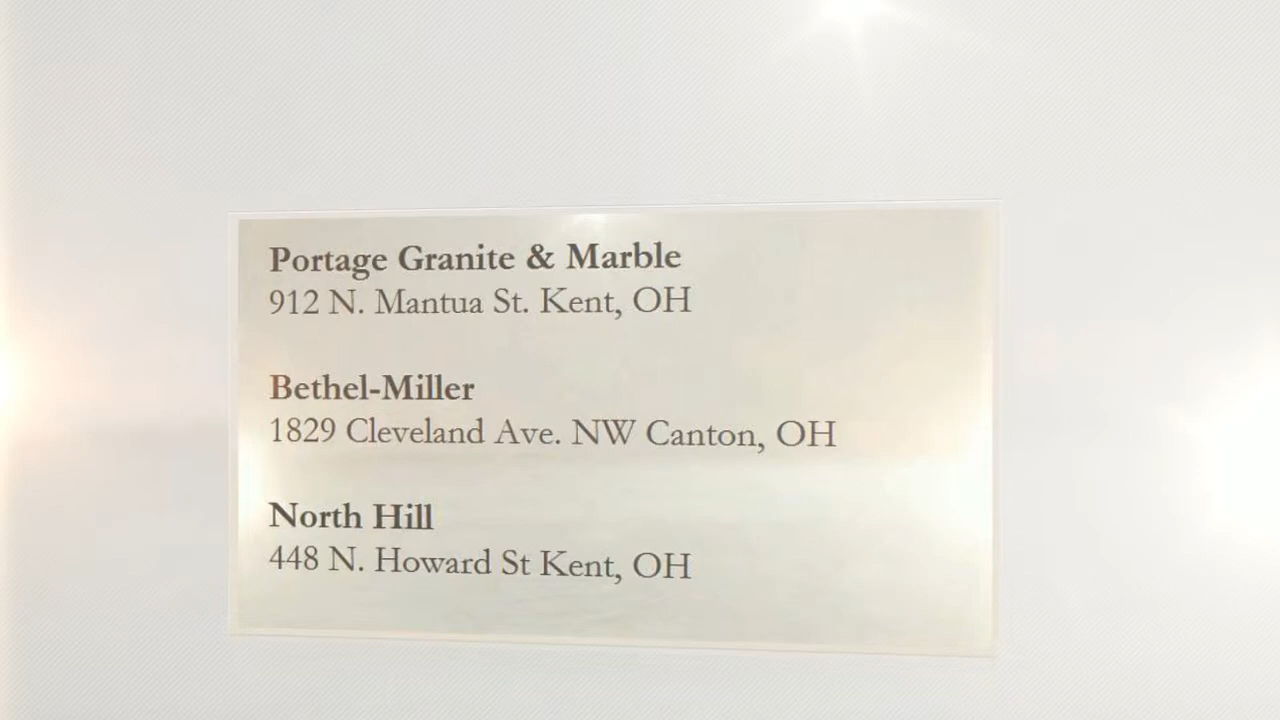 Portage Granite & Marble
912 N. Mantua St. Kent, OH
Bethel-Miller
1829 Cleveland Ave. NW Canton, OH
North Hill
448 N. Howard St Kent, OH